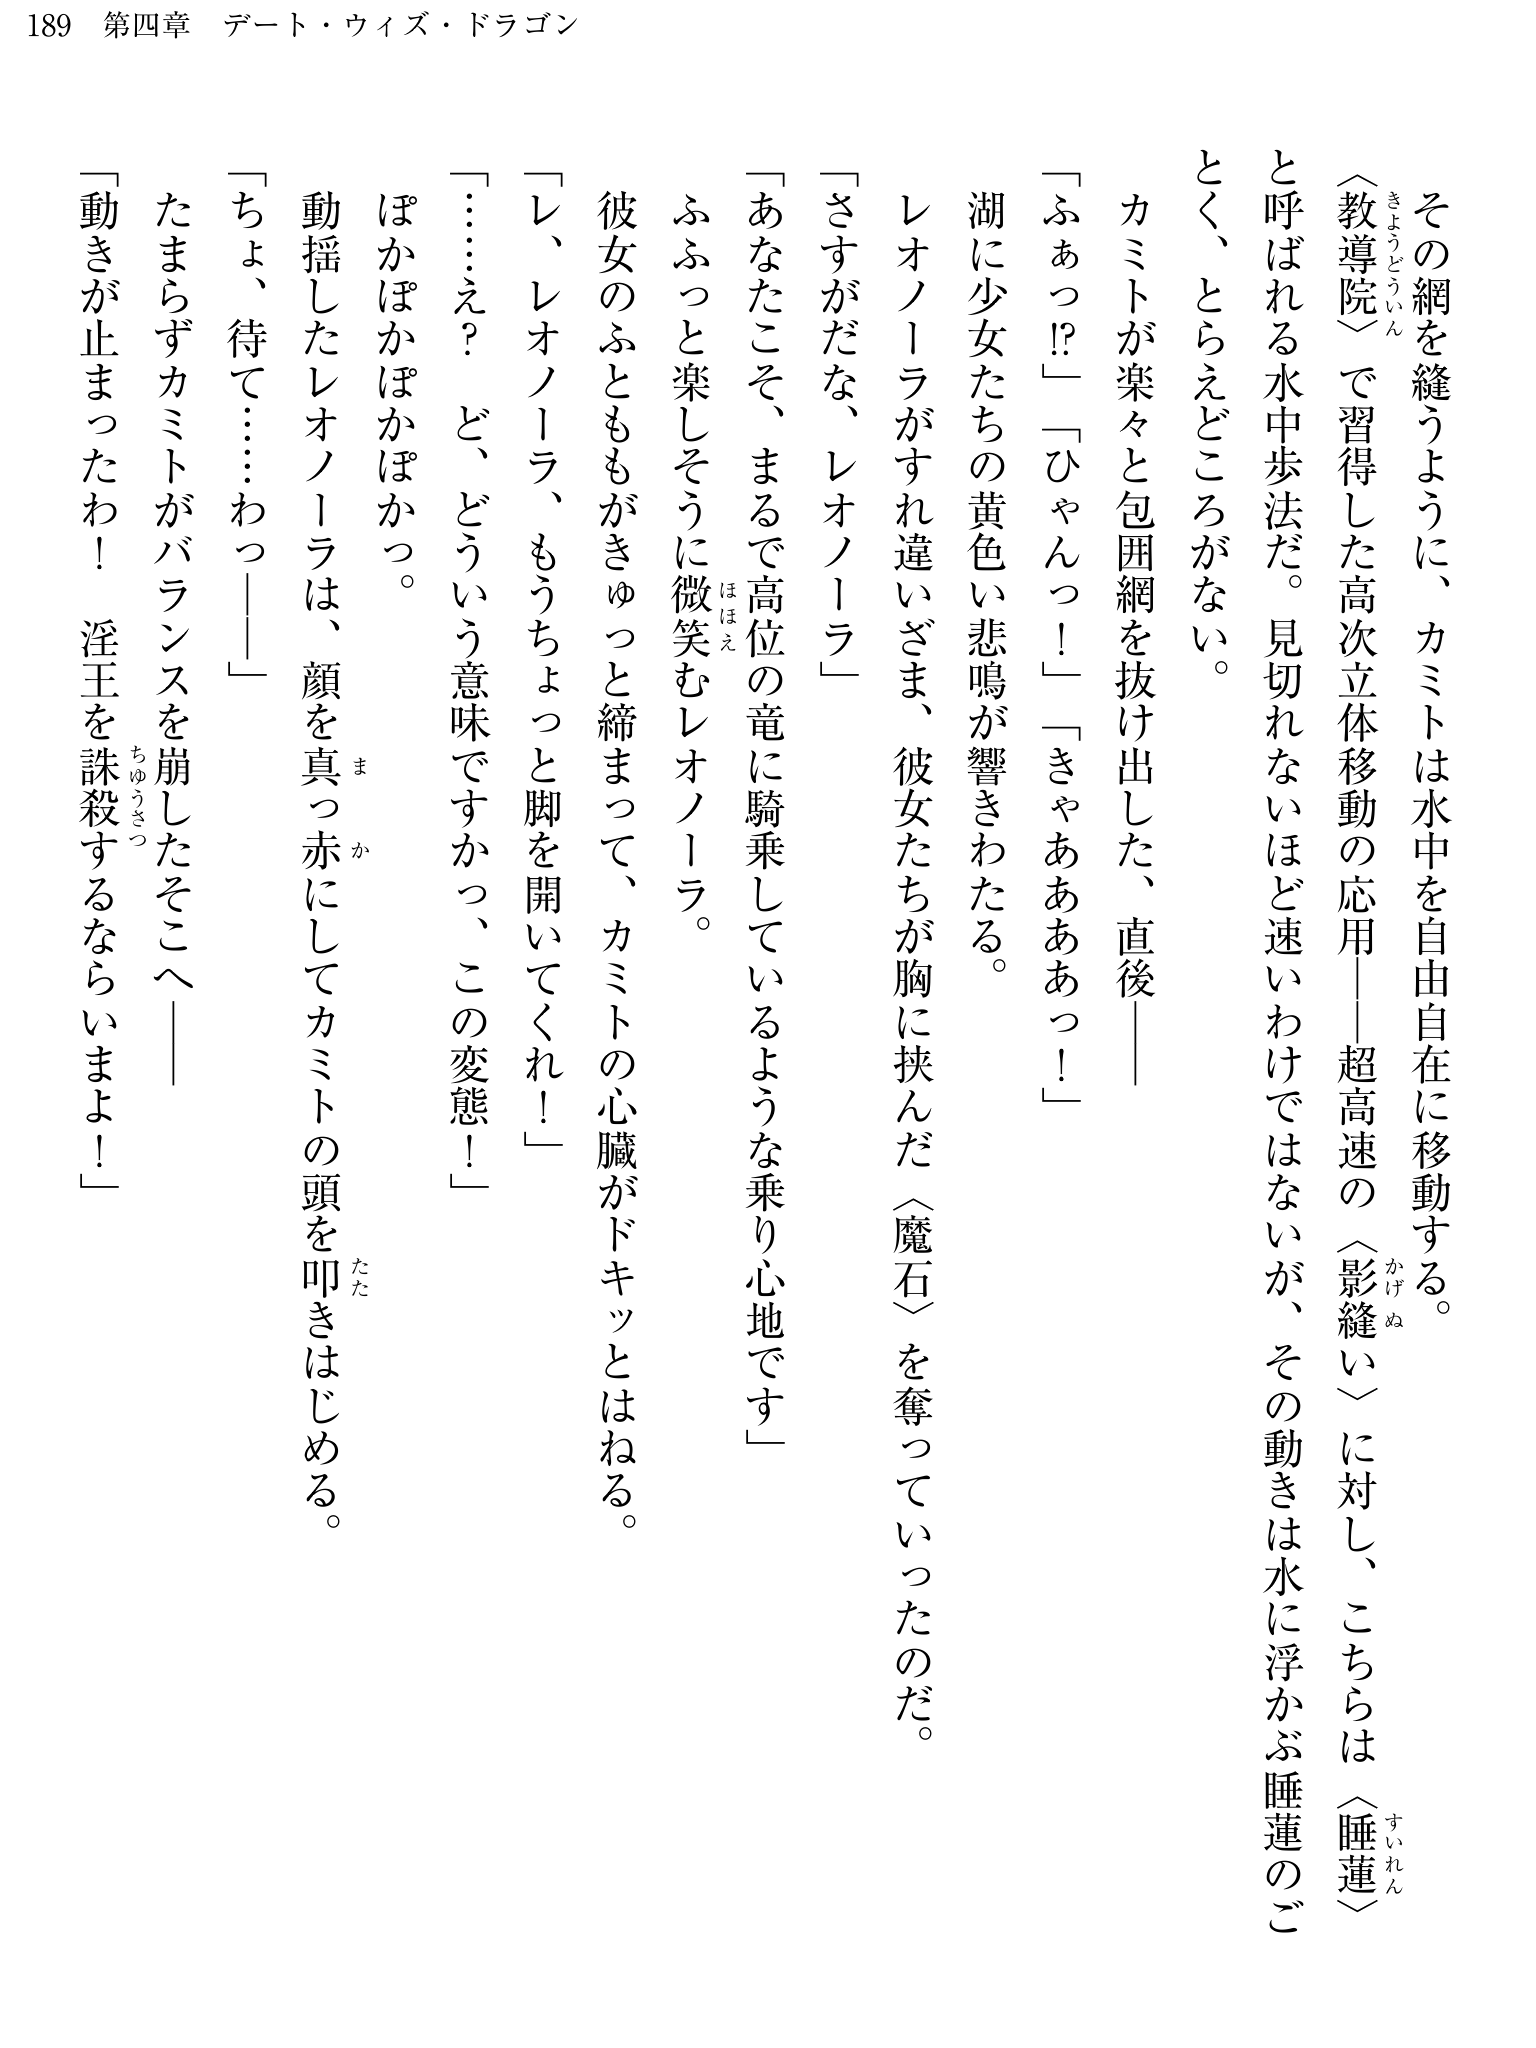 189　第四章　デート・ウィズ・ドラゴン
　その網を縫うように、カミトは水中を自由自在に移動する。
〈教導院〉で習得した高次立体移動の応用――超高速の〈影縫い〉に対し、こちらは〈睡蓮〉
と呼ばれる水中歩法だ。見切れないほど速いわけではないが、その動きは水に浮かぶ睡蓮のご
とく、とらえどころがない。
　カミトが楽々と包囲網を抜け出した、直後――
「ふぁっ!?」「ひゃんっ！」「きゃああああっ！」
　湖に少女たちの黄色い悲鳴が響きわたる。
　レオノーラがすれ違いざま、彼女たちが胸に挟んだ〈魔石〉を奪っていったのだ。
「さすがだな、レオノーラ」
「あなたこそ、まるで高位の竜に騎乗しているような乗り心地です」
　ふふっと楽しそうに微笑むレオノーラ。
　彼女のふとももがきゅっと締まって、カミトの心臓がドキッとはねる。
「レ、レオノーラ、もうちょっと脚を開いてくれ！」
「……え？　ど、どういう意味ですかっ、この変態！」
　ぽかぽかぽかぽかっ。
　動揺したレオノーラは、顔を真っ赤にしてカミトの頭を叩きはじめる。
「ちょ、待て……わっ――」
　たまらずカミトがバランスを崩したそこへ――
「動きが止まったわ！　淫王を誅殺するならいまよ！」